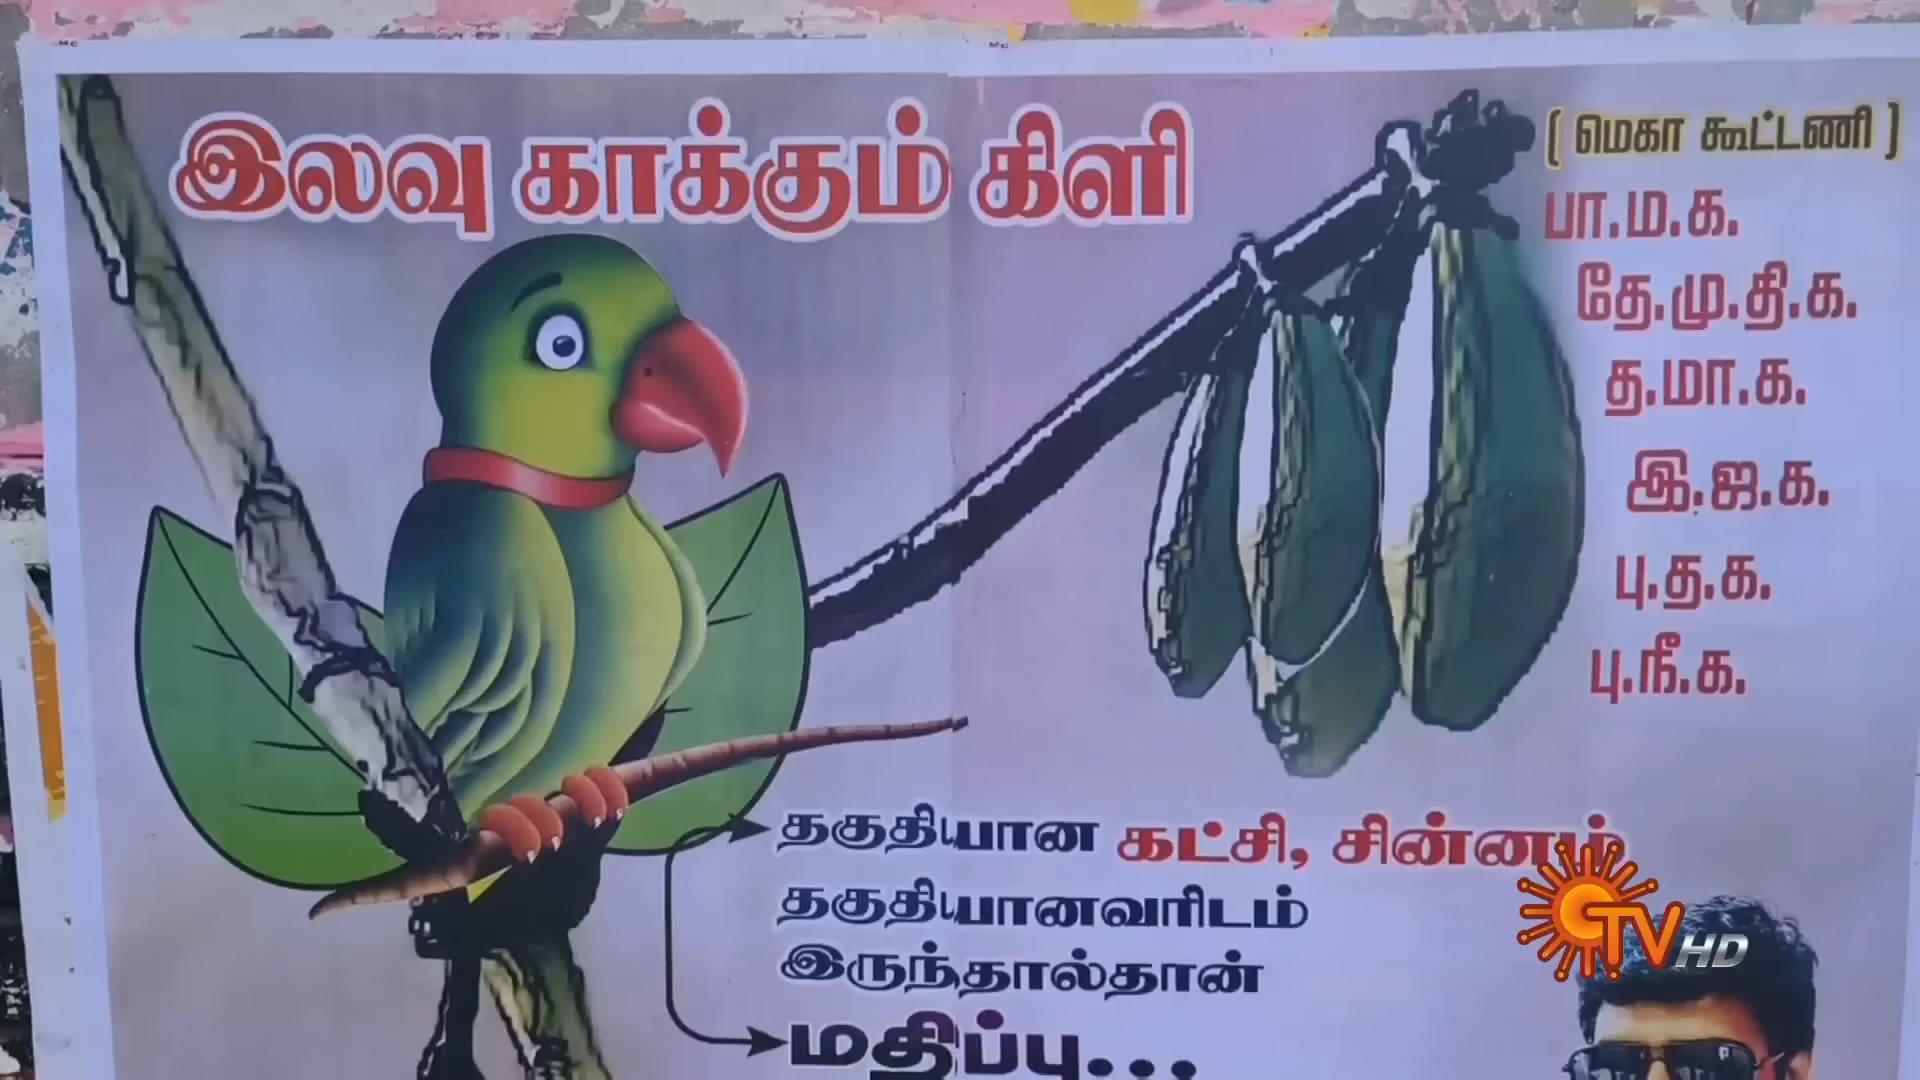 இலவு காக்கும் கிளி
( மெகா கூட்டணி )
பா.ம.க.
தே.மு.தி.க.
த.மா.க.
இ.ஜ.க.
பு.த.க.
பு.நீ.க.
தகுதியான கட்சி, சின்னம்
தகுதியானவரிடம்
இருந்தால்தான்
மதிப்பு...
TV HD